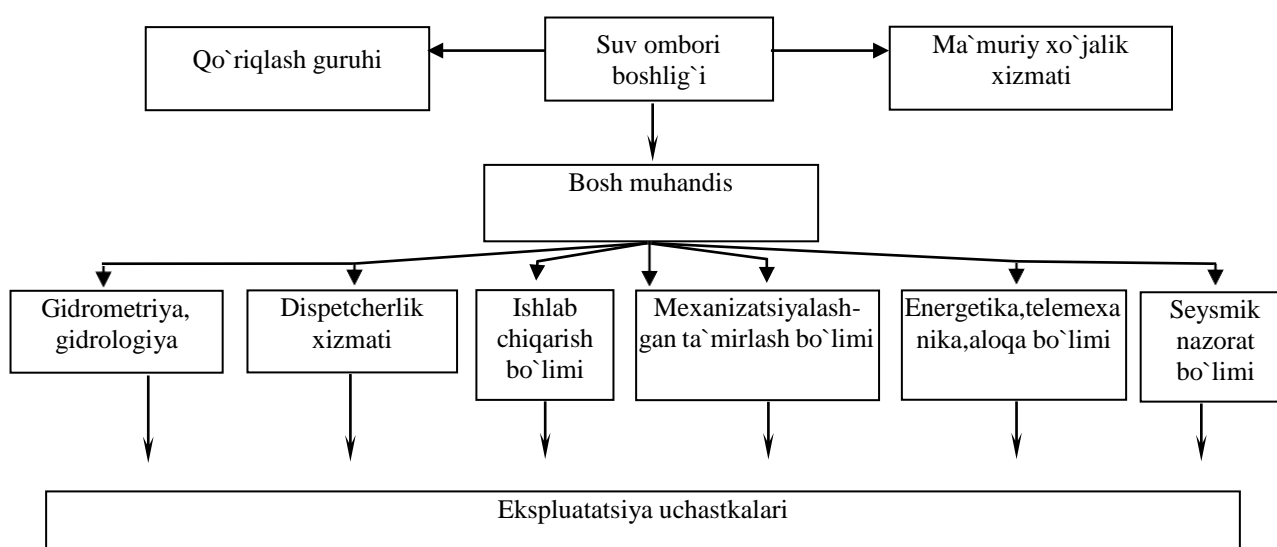 Qo`riqlash guruhi
Suv ombori
boshlig`i
Ma`muriy xo`jalik
xizmati
Bosh muhandis
Gidrometriya,
gidrologiya
Dispetcherlik
xizmati
Ishlab
chiqarish
bo`limi
Mexanizatsiyalash-
gan ta`mirlash bo`limi
Energetika,telemexa
nika,aloqa bo`limi
Seysmik
nazorat
bo`limi
Ekspluatatsiya uchastkalari